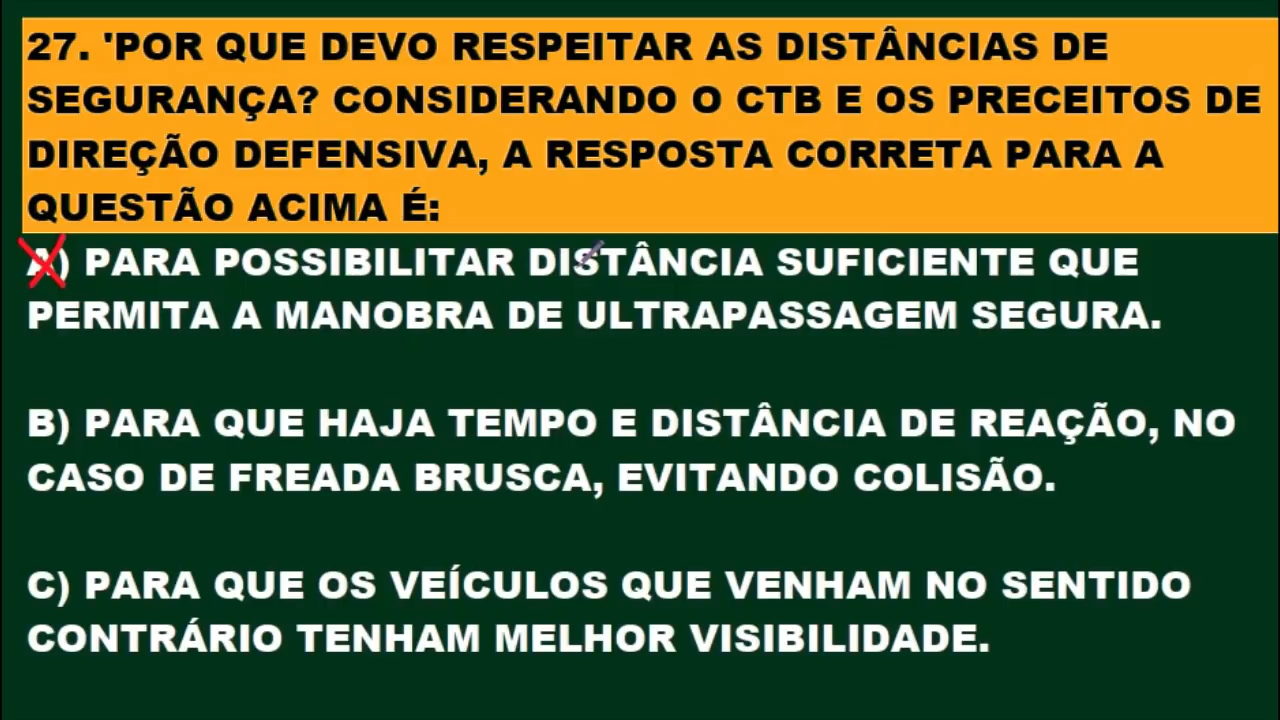 27. 'POR QUE DEVO RESPEITAR AS DISTÂNCIAS DE
SEGURANÇA? CONSIDERANDO O CTB E OS PRECEITOS DE
DIREÇÃO DEFENSIVA, A RESPOSTA CORRETA PARA A
QUESTÃO ACIMA É:
A) PARA POSSIBILITAR DISTÂNCIA SUFICIENTE QUE
PERMITA A MANOBRA DE ULTRAPASSAGEM SEGURA.
B) PARA QUE HAJA TEMPO E DISTÂNCIA DE REAÇÃO, NO
CASO DE FREADA BRUSCA, EVITANDO COLISÃO.
C) PARA QUE OS VEÍCULOS QUE VENHAM NO SENTIDO
CONTRÁRIO TENHAM MELHOR VISIBILIDADE.